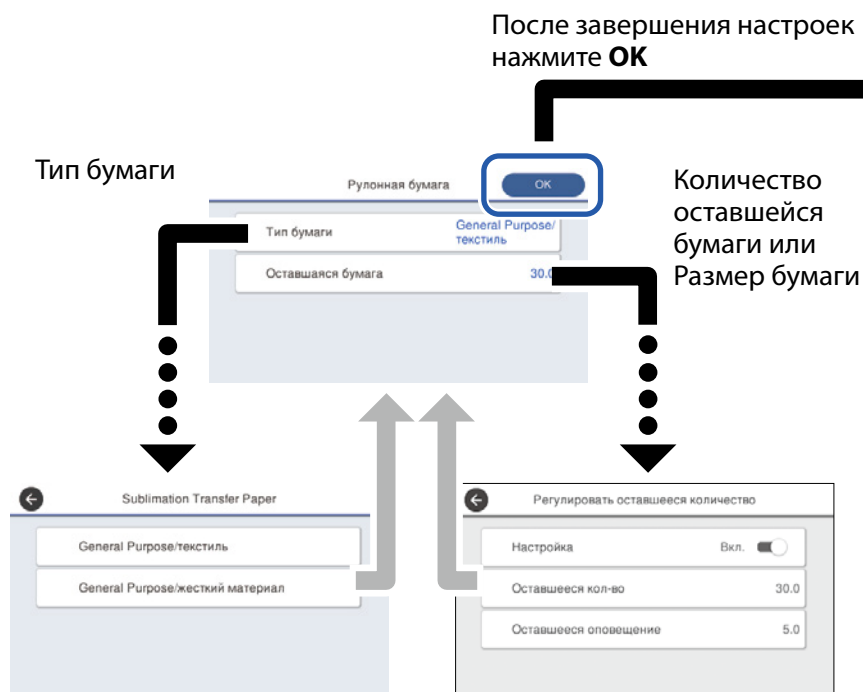 После завершения настроек
нажмите OK
Тип бумаги
Рулонная бумага
OK
Тип бумаги
General Purpose/
текстиль
Оставшаяся бумага
30.0
Количество
оставшейся
бумаги или
Размер бумаги
Sublimation Transfer Paper
General Purpose/текстиль
General Purpose/жесткий материал
Регулировать оставшееся количество
Настройка Вкл.
Оставшееся кол-во 30.0
Оставшееся оповещение 5.0